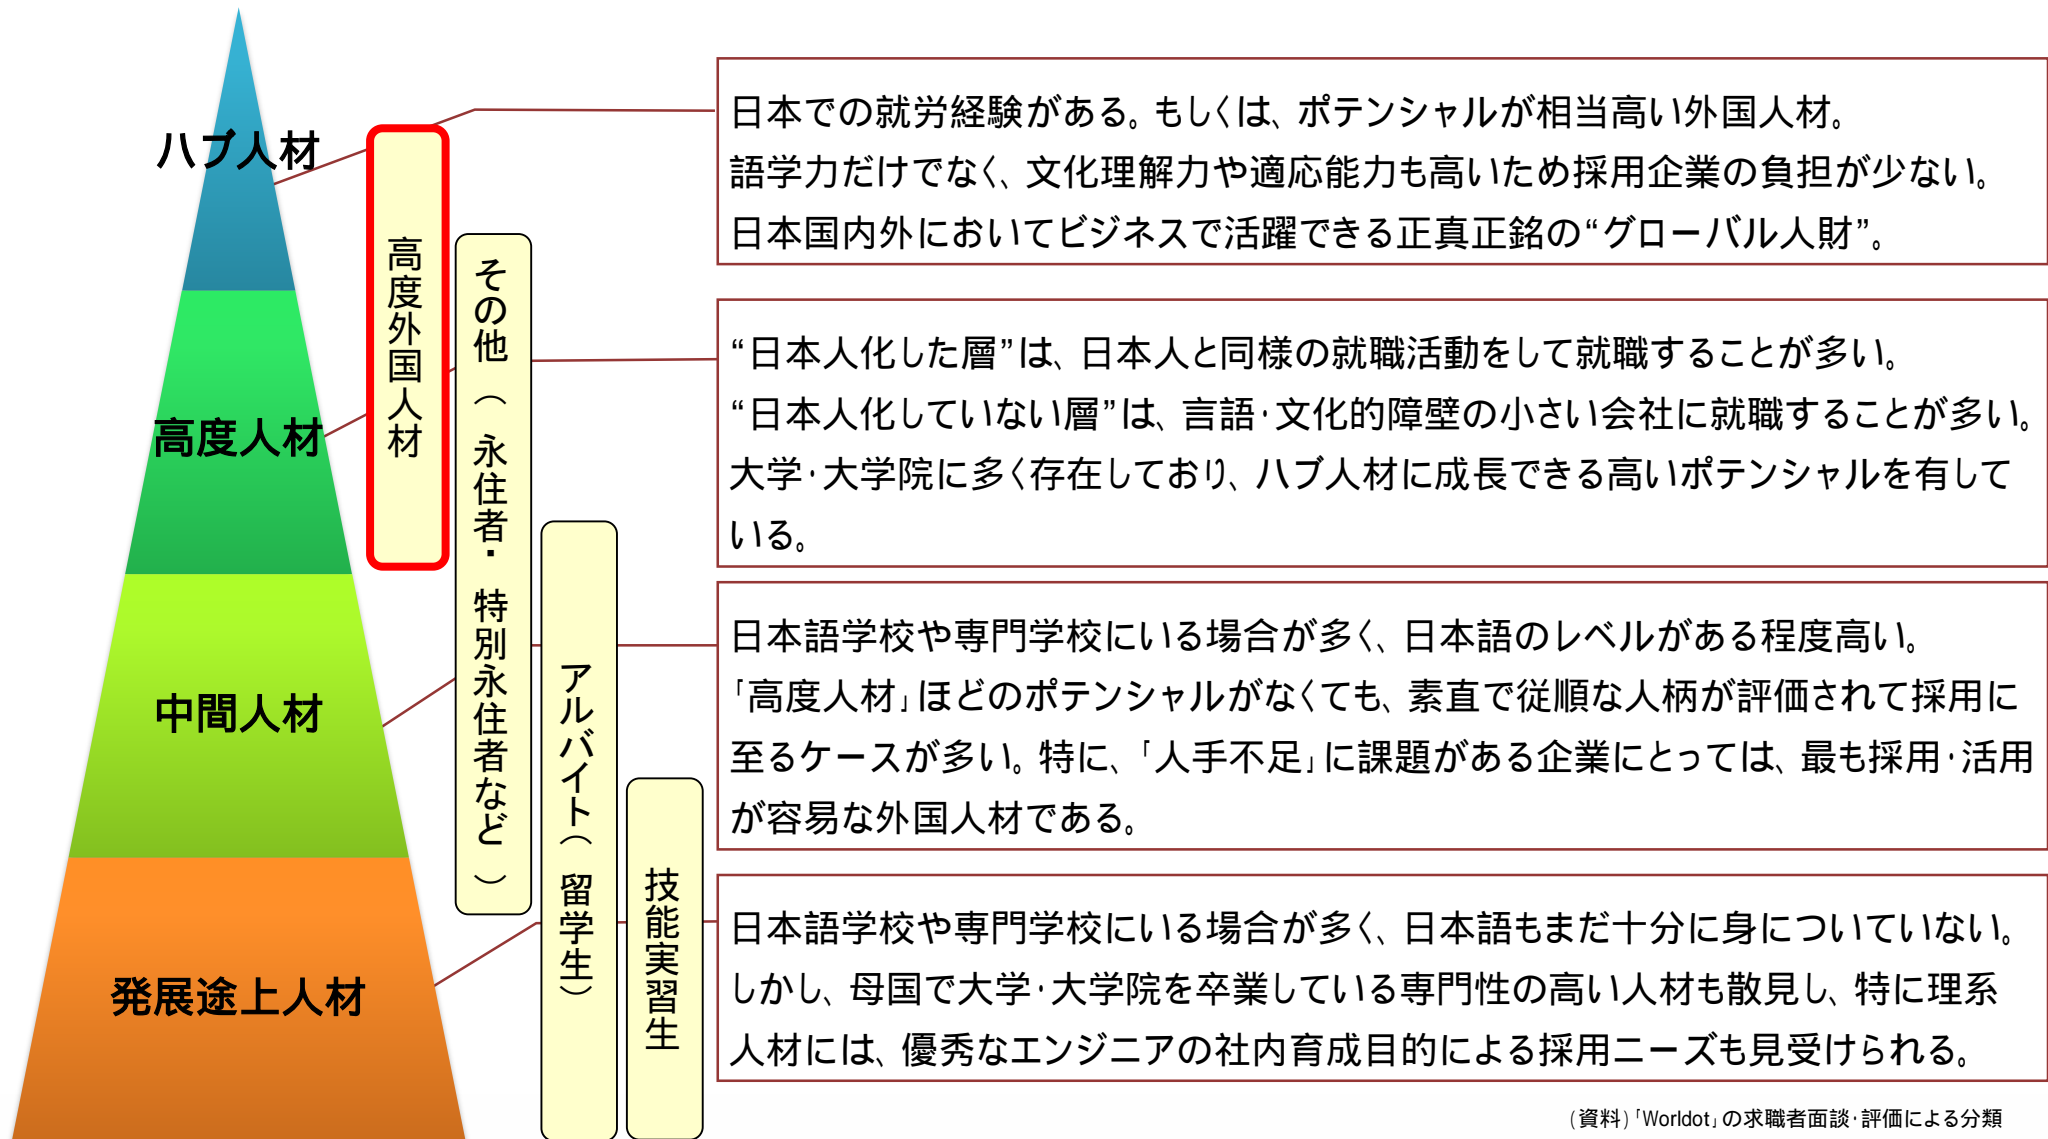 ハブ人材
高度人材
中間人材
発展途上人材
高度外国人材
その他（永住者・特別永住者など）
アルバイト（留学生）
技能実習生
日本での就労経験がある。もしくは、ポテンシャルが相当高い外国人材。
語学力だけでなく、文化理解力や適応能力も高いため採用企業の負担が少ない。
日本国内外においてビジネスで活躍できる正真正銘の“グローバル人財”。
“日本人化した層”は、日本人と同様の就職活動をして就職することが多い。
“日本人化していない層”は、言語・文化的障壁の小さい会社に就職することが多い。
大学・大学院に多く存在しており、ハブ人材に成長できる高いポテンシャルを有して
いる。
日本語学校や専門学校にいる場合が多く、日本語のレベルがある程度高い。
「高度人材」ほどのポテンシャルがなくても、素直で従順な人柄が評価されて採用に
至るケースが多い。特に、「人手不足」に課題がある企業にとっては、最も採用・活用
が容易な外国人材である。
日本語学校や専門学校にいる場合が多く、日本語もまだ十分に身についていない。
しかし、母国で大学・大学院を卒業している専門性の高い人材も散見し、特に理系
人材には、優秀なエンジニアの社内育成目的による採用ニーズも見受けられる。
(資料)「Worldot」の求職者面談・評価による分類